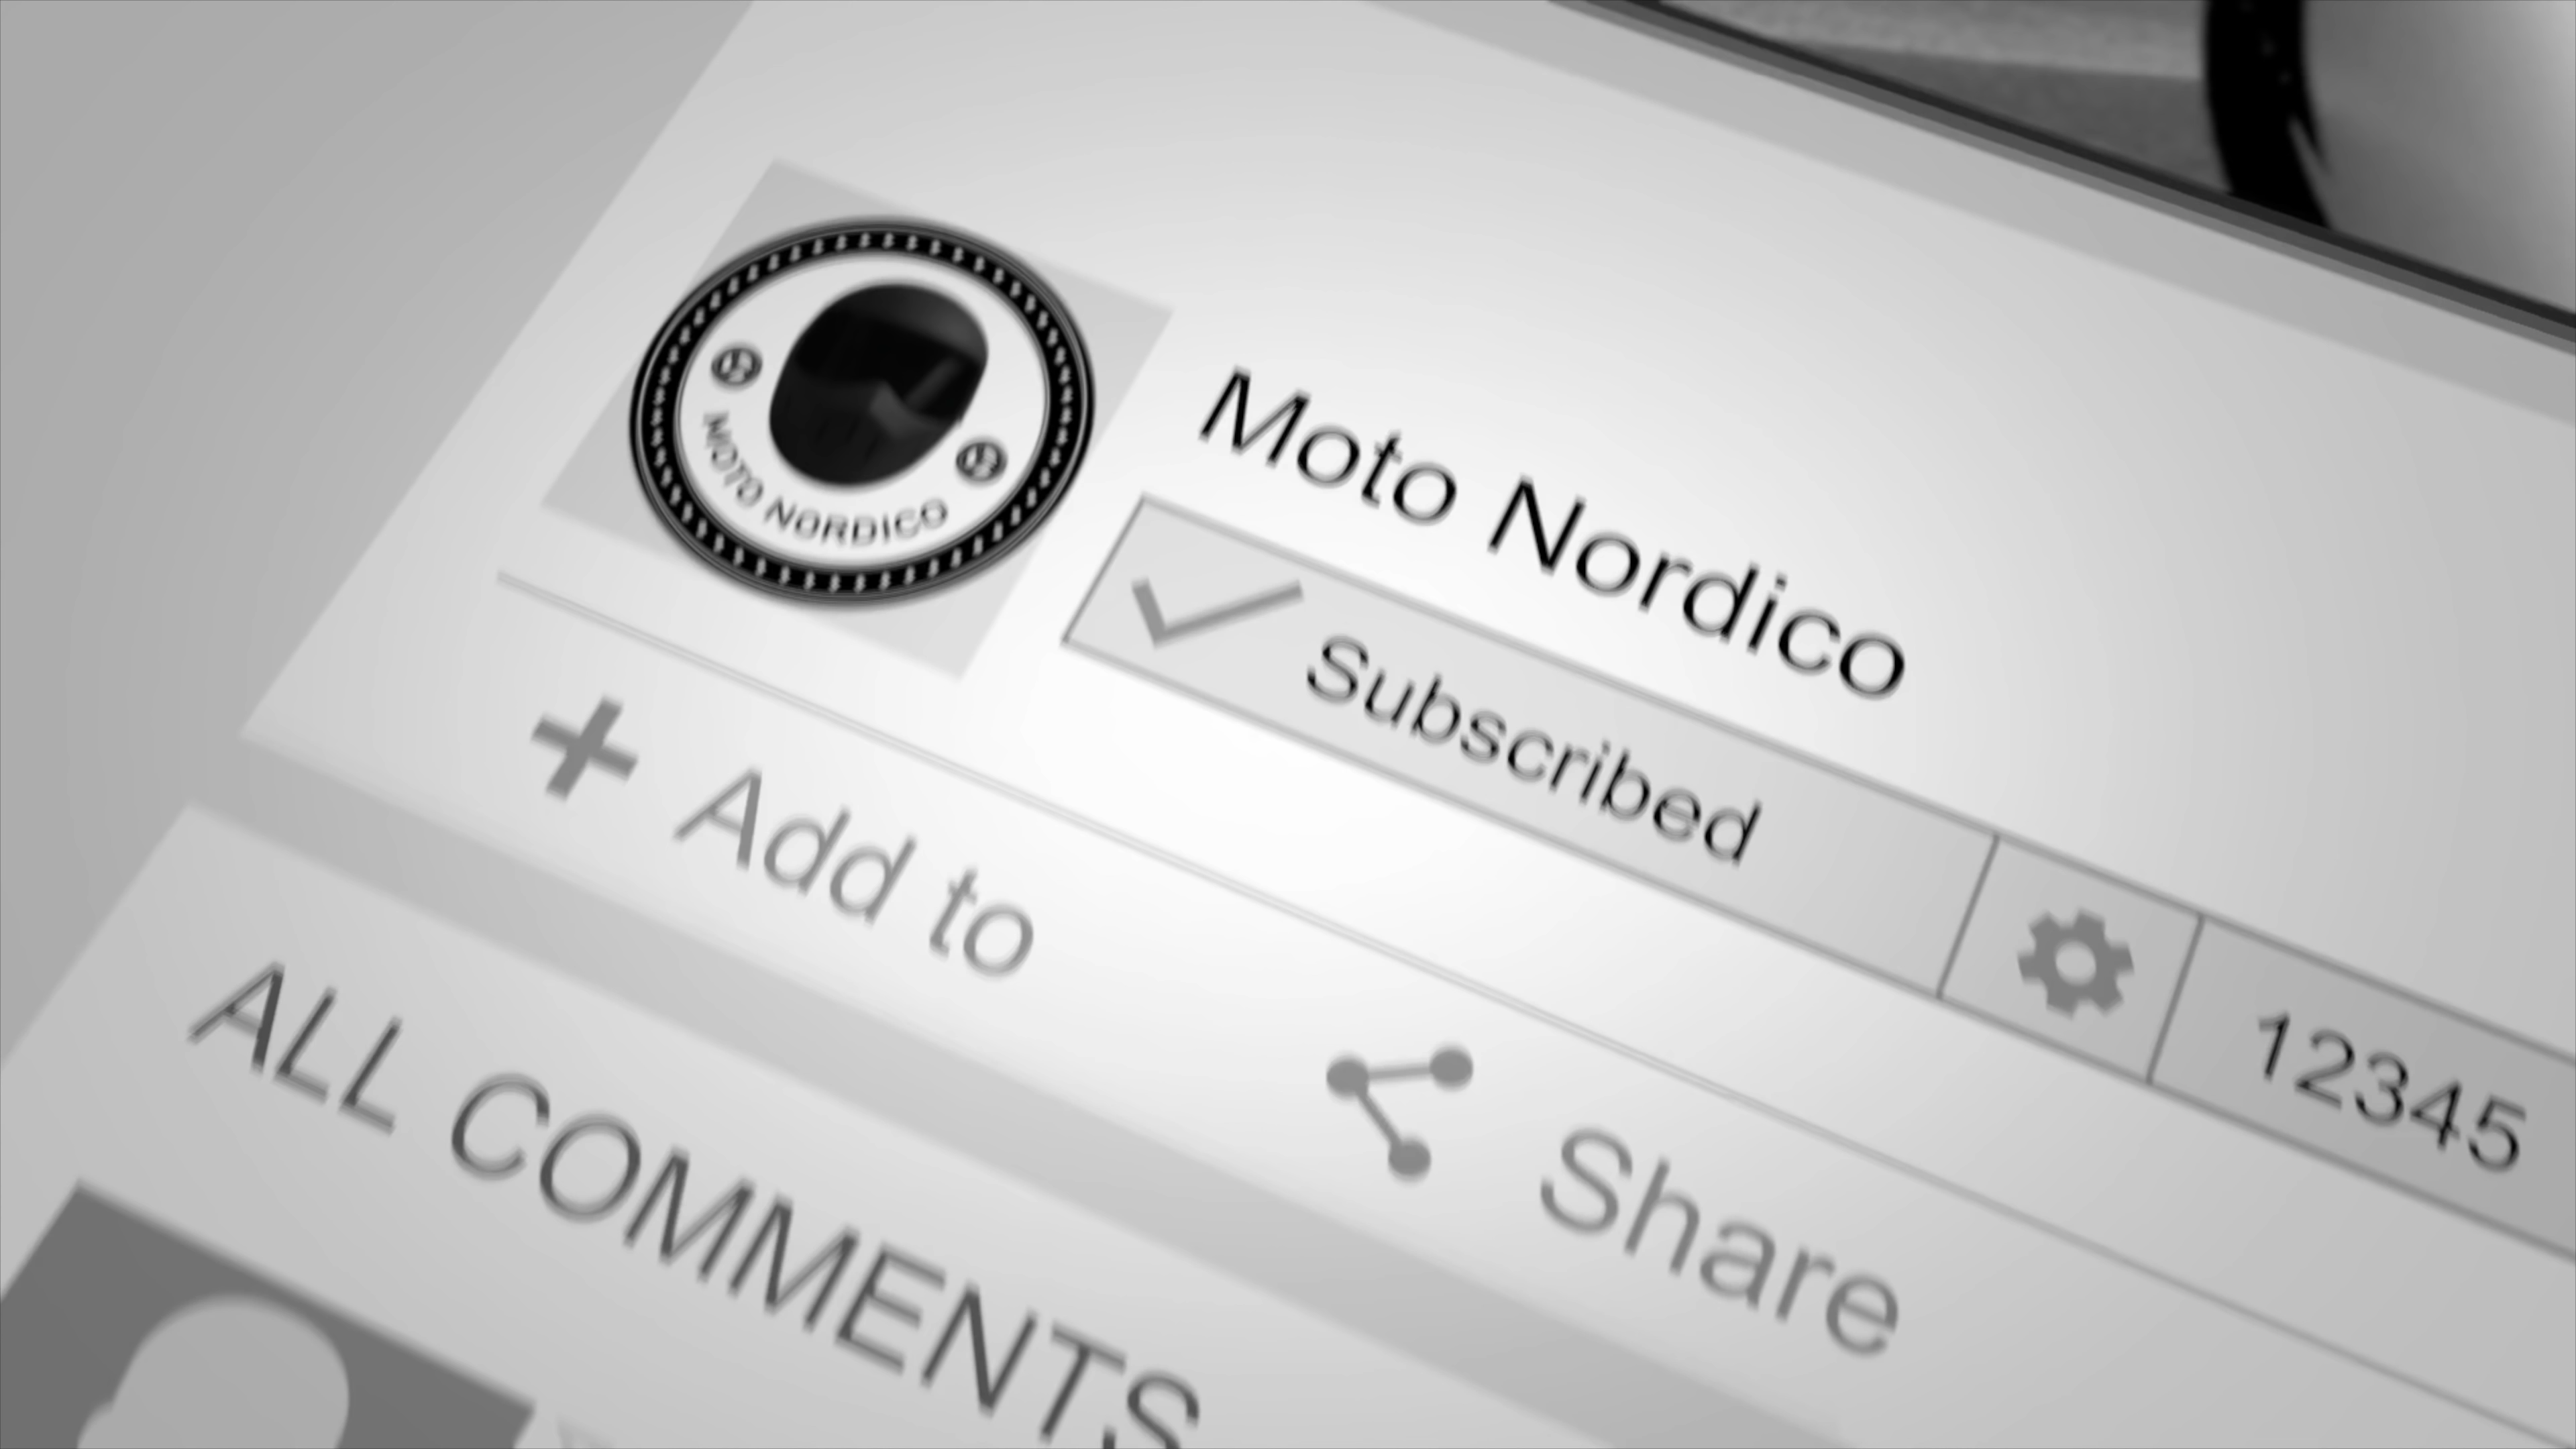 MOTO NORDICO
Moto Nordico
Subscribed
12345
Add to
Share
ALL COMMENTS